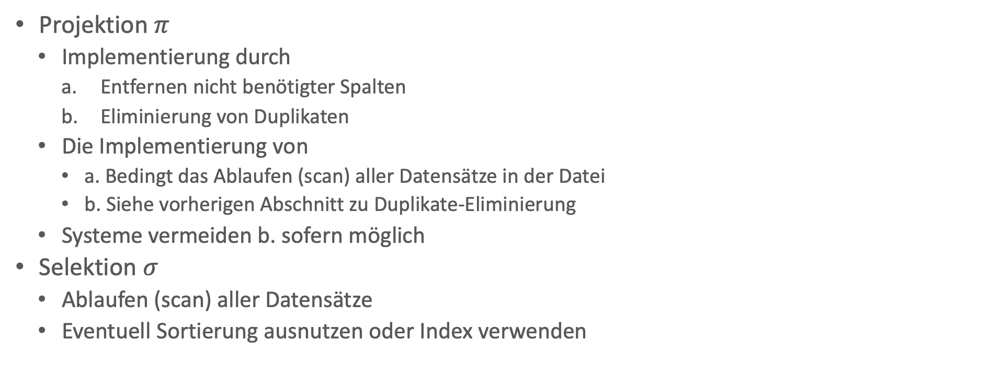 • Projektion π
• Implementierung durch
a. Entfernen nicht benötigter Spalten
b. Eliminierung von Duplikaten
• Die Implementierung von
• a. Bedingt das Ablaufen (scan) aller Datensätze in der Datei
• b. Siehe vorherigen Abschnitt zu Duplikate-Eliminierung
• Systeme vermeiden b. sofern möglich
• Selektion σ
• Ablaufen (scan) aller Datensätze
• Eventuell Sortierung ausnutzen oder Index verwenden